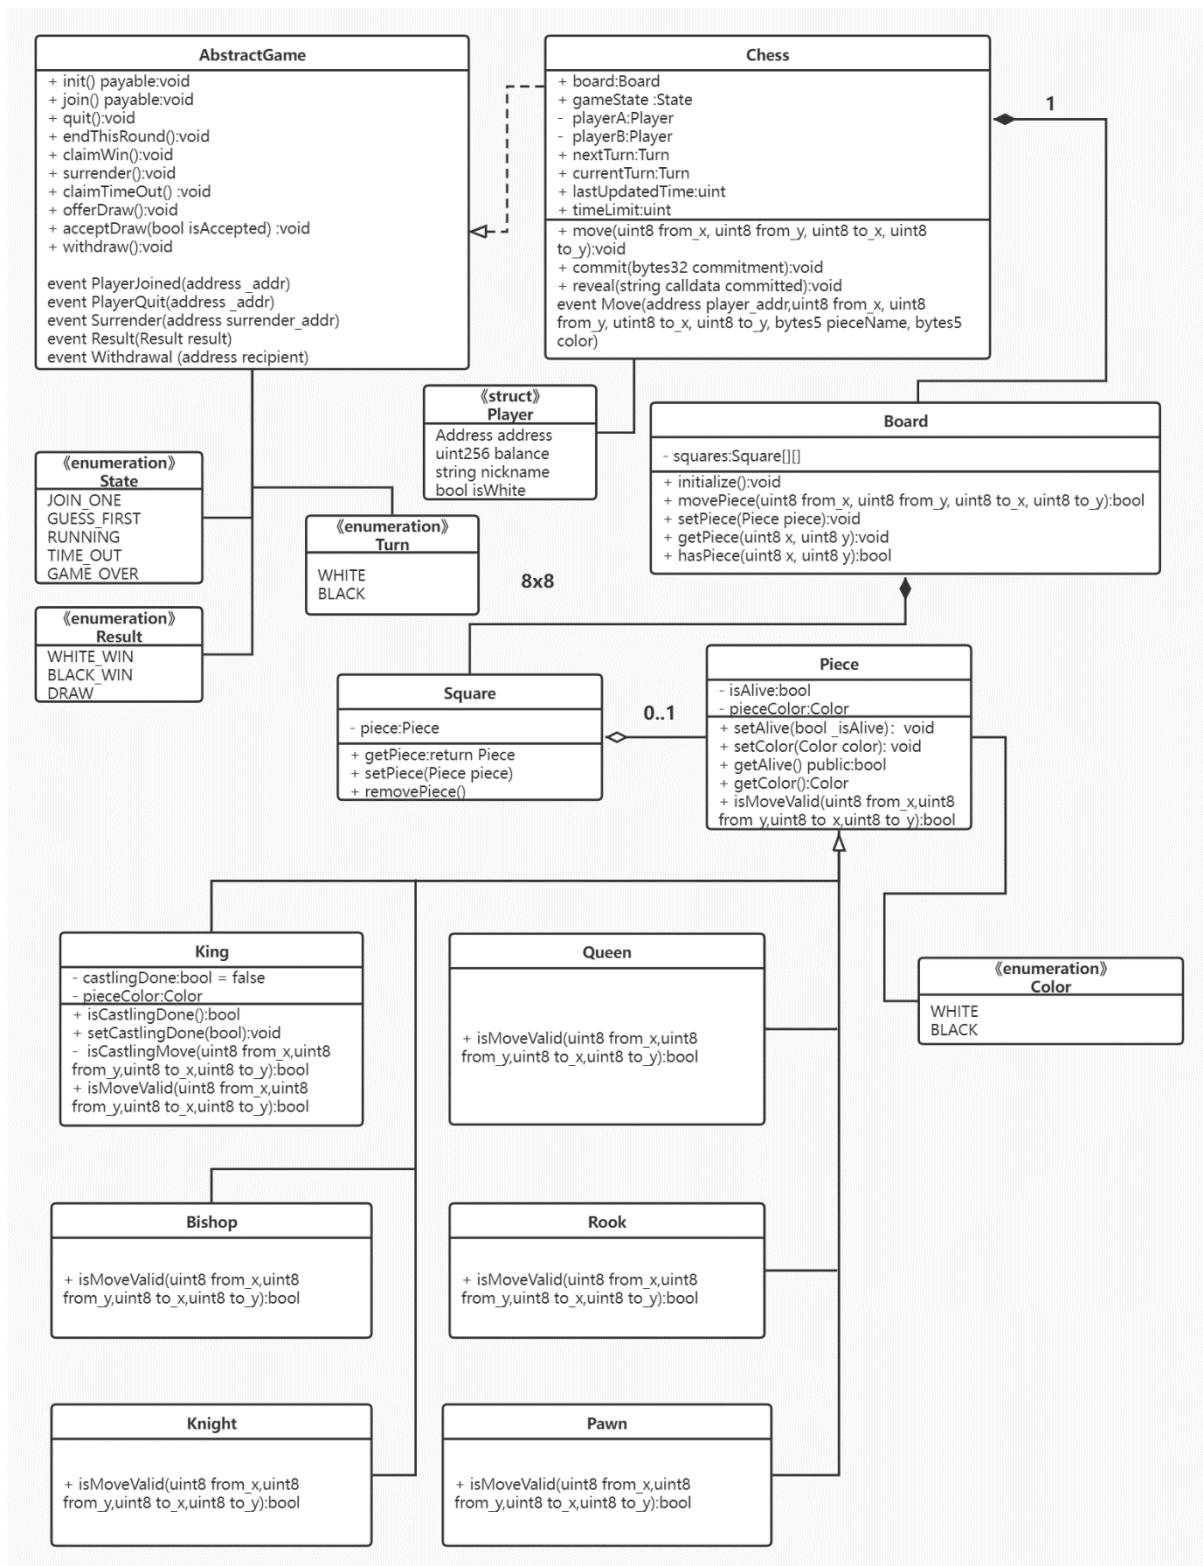 AbstractGame
+ init() payable:void
+ join() payable:void
+ quit():void
+ endThisRound():void
+ claimWin():void
+ surrender():void
+ claimTimeOut() :void
+ offerDraw():void
+ acceptDraw(bool isAccepted) :void
+ withdraw():void
event PlayerJoined(address _addr)
event PlayerQuit(address _addr)
event Surrender(address surrender_addr)
event Result(Result result)
event Withdrawal (address recipient)
Chess
+ board:Board
+ gameState :State
- playerA:Player
- playerB:Player
+ nextTurn:Turn
+ currentTurn:Turn
+ lastUpdatedTime:uint
+ timeLimit:uint
+ move(uint8 from_x, uint8 from_y, uint8 to_x, uint8
to_y):void
+ commit(bytes32 commitment):void
+ reveal(string calldata committed):void
event Move(address player_addr,uint8 from_x, uint8
from_y, utint8 to_x, uint8 to_y, bytes5 pieceName, bytes5
color)
1
《struct》
Player
Address address
uint256 balance
string nickname
bool isWhite
Board
- squares:Square[][]
+ initialize():void
+ movePiece(uint8 from_x, uint8 from_y, uint8 to_x, uint8 to_y):bool
+ setPiece(Piece piece):void
+ getPiece(uint8 x, uint8 y):void
+ hasPiece(uint8 x, uint8 y):bool
《enumeration》
State
JOIN_ONE
GUESS_FIRST
RUNNING
TIME_OUT
GAME_OVER
《enumeration》
Turn
WHITE
BLACK
8x8
《enumeration》
Result
WHITE_WIN
BLACK_WIN
DRAW
Square
- piece:Piece
+ getPiece:return Piece
+ setPiece(Piece piece)
+ removePiece()
0..1
Piece
- isAlive:bool
- pieceColor:Color
+ setAlive(bool _isAlive)： void
+ setColor(Color color): void
+ getAlive() public:bool
+ getColor():Color
+ isMoveValid(uint8 from_x,uint8
from_y,uint8 to_x,uint8 to_y):bool
King
- castlingDone:bool = false
- pieceColor:Color
+ isCastlingDone():bool
+ setCastlingDone(bool):void
- isCastlingMove(uint8 from_x,uint8
from_y,uint8 to_x,uint8 to_y):bool
+ isMoveValid(uint8 from_x,uint8
from_y,uint8 to_x,uint8 to_y):bool
Queen
+ isMoveValid(uint8 from_x,uint8
from_y,uint8 to_x,uint8 to_y):bool
《enumeration》
Color
WHITE
BLACK
Bishop
+ isMoveValid(uint8 from_x,uint8
from_y,uint8 to_x,uint8 to_y):bool
Rook
+ isMoveValid(uint8 from_x,uint8
from_y,uint8 to_x,uint8 to_y):bool
Knight
+ isMoveValid(uint8 from_x,uint8
from_y,uint8 to_x,uint8 to_y):bool
Pawn
+ isMoveValid(uint8 from_x,uint8
from_y,uint8 to_x,uint8 to_y):bool